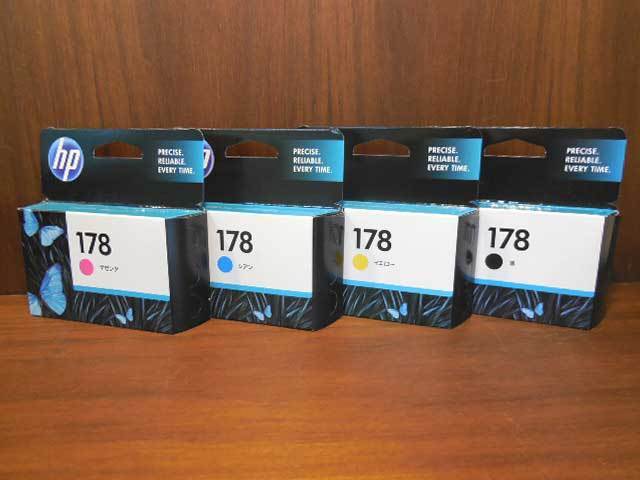 hp
PRECISE.
RELIABLE.
EVERY TIME.
178
マゼンタ
PRECISE.
RELIABLE.
EVERY TIME.
178
シアン
PRECISE.
RELIABLE.
EVERY TIME.
178
イエロー
PRECISE.
RELIABLE.
EVERY TIME.
178
黒